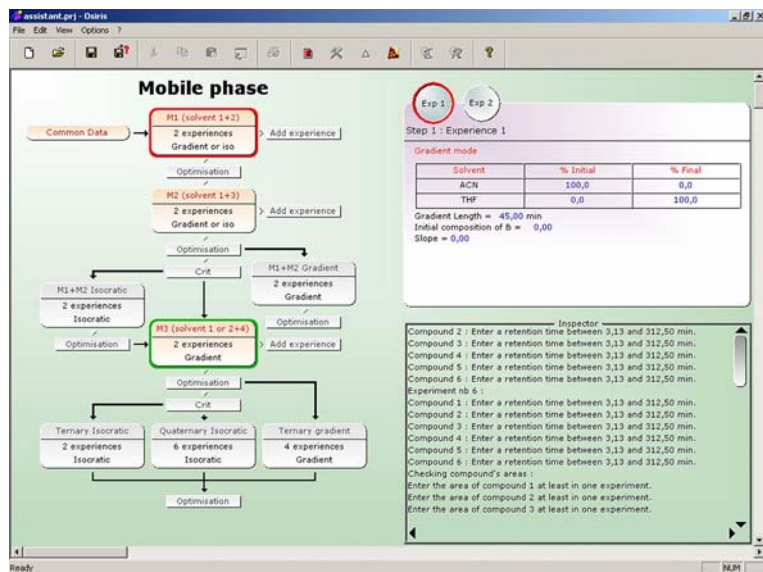 assistant.prj - Osiris
File Edit View Options ?
Mobile phase
Common Data
M1 (solvent 1+2)
2 experiences
Gradient or iso
Add experience
Optimisation
M2 (solvent 1+3)
2 experiences
Gradient or iso
Add experience
Optimisation
Crit
M1+M2 Gradient
2 experiences
Gradient
M1+M2 Isocratic
2 experiences
Isocratic
Optimisation
Optimisation
M3 (solvent 1 or 2+4)
2 experiences
Gradient
Add experience
Optimisation
Crit
Ternary Isocratic
2 experiences
Isocratic
Quaternary Isocratic
6 experiences
Isocratic
Ternary gradient
4 experiences
Gradient
Optimisation
Exp 1
Exp 2
Step 1 : Experience 1
Gradient mode
Solvent % Initial % Final
ACN 100,0 0,0
THF 0,0 100,0
Gradient Length = 45,00 min
Initial composition of B = 0,00
Slope = 0,00
Inspector
Compound 2 : Enter a retention time between 3,13 and 312,50 min.
Compound 3 : Enter a retention time between 3,13 and 312,50 min.
Compound 4 : Enter a retention time between 3,13 and 312,50 min.
Compound 5 : Enter a retention time between 3,13 and 312,50 min.
Compound 6 : Enter a retention time between 3,13 and 312,50 min.
Experiment nb 6 :
Compound 1 : Enter a retention time between 3,13 and 312,50 min.
Compound 2 : Enter a retention time between 3,13 and 312,50 min.
Compound 3 : Enter a retention time between 3,13 and 312,50 min.
Compound 4 : Enter a retention time between 3,13 and 312,50 min.
Compound 5 : Enter a retention time between 3,13 and 312,50 min.
Compound 6 : Enter a retention time between 3,13 and 312,50 min.
Checking compound's areas :
Enter the area of compound 1 at least in one experiment.
Enter the area of compound 2 at least in one experiment.
Enter the area of compound 3 at least in one experiment.
Ready
NUM